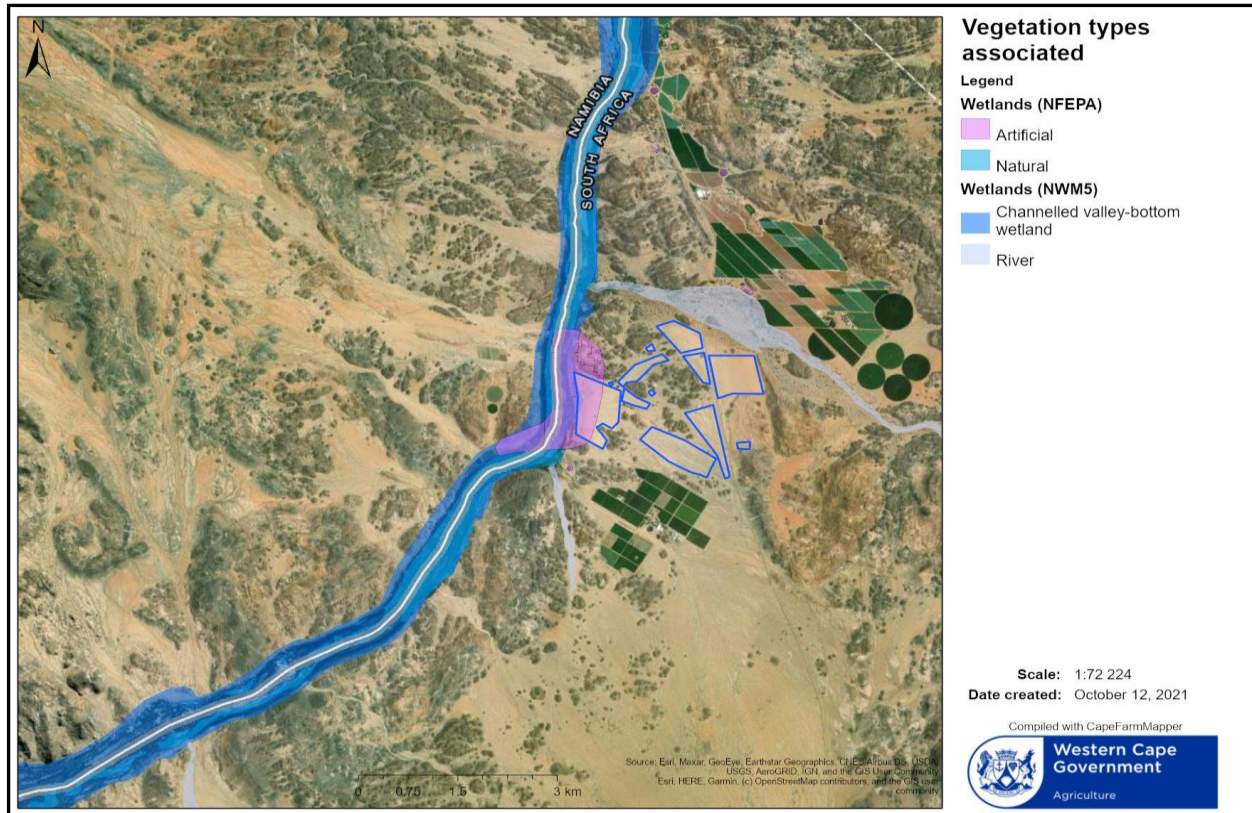 N
NAMIBIA
SOUTH AFRICA
0 0.75 1.5 3 km
Source: Esri, Maxar, GeoEye, Earthstar Geographics, CNES/Airbus DS, USDA,
USGS, AeroGRID, IGN, and the GIS User Community
Esri, HERE, Garmin, (c) OpenStreetMap contributors, and the GIS user
community
Vegetation types
associated
Legend
Wetlands (NFEPA)
Artificial
Natural
Wetlands (NWM5)
Channelled valley-bottom
wetland
River
Scale: 1:72 224
Date created: October 12, 2021
Compiled with CapeFarmMapper
Western Cape
Government
Agriculture